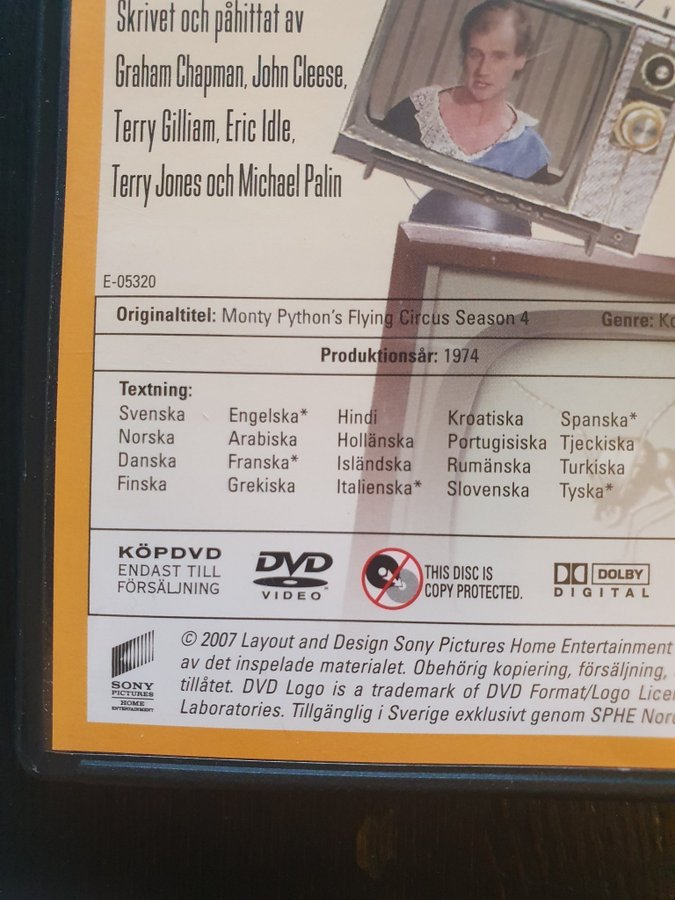 Skrivet och påhittat av
Graham Chapman, John Cleese,
Terry Gilliam, Eric Idle,
Terry Jones och Michael Palin
E-05320
Originaltitel: Monty Python's Flying Circus Season 4 Genre:
Produktionsår: 1974
Textning:
Svenska Engelska* Hindi Kroatiska Spanska*
Norska Arabiska Holländska Portugisiska Tjeckiska
Danska Franska* Isländska Rumänska Turkiska
Finska Grekiska Italienska* Slovenska Tyska*
KÖPDVD
ENDAST TILL
FÖRSÄLJNING
DVD
VIDEO™
THIS DISC IS
COPY PROTECTED.
DOLBY
DIGITAL
SONY
PICTURES
HOME
ENTERTAINMENT
© 2007 Layout and Design Sony Pictures Home Entertainment
av det inspelade materialet. Obehörig kopiering, försäljning,
tillåtet. DVD Logo is a trademark of DVD Format/Logo
Laboratories. Tillgänglig i Sverige exklusivt genom SPHE